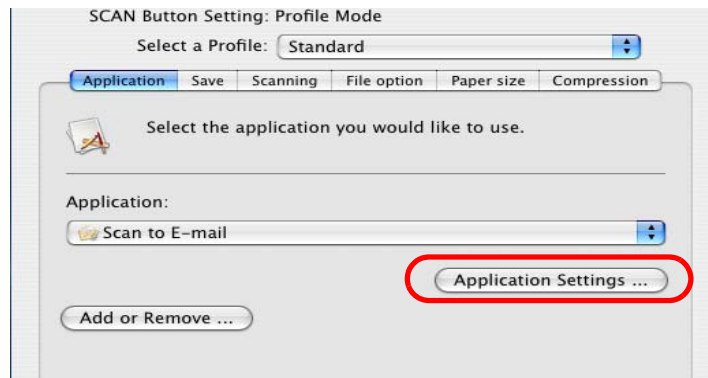 SCAN Button Setting: Profile Mode
Select a Profile: Standard
Application Save Scanning File option Paper size Compression
Select the application you would like to use.
Application:
Scan to E-mail
Application Settings ...
Add or Remove ...